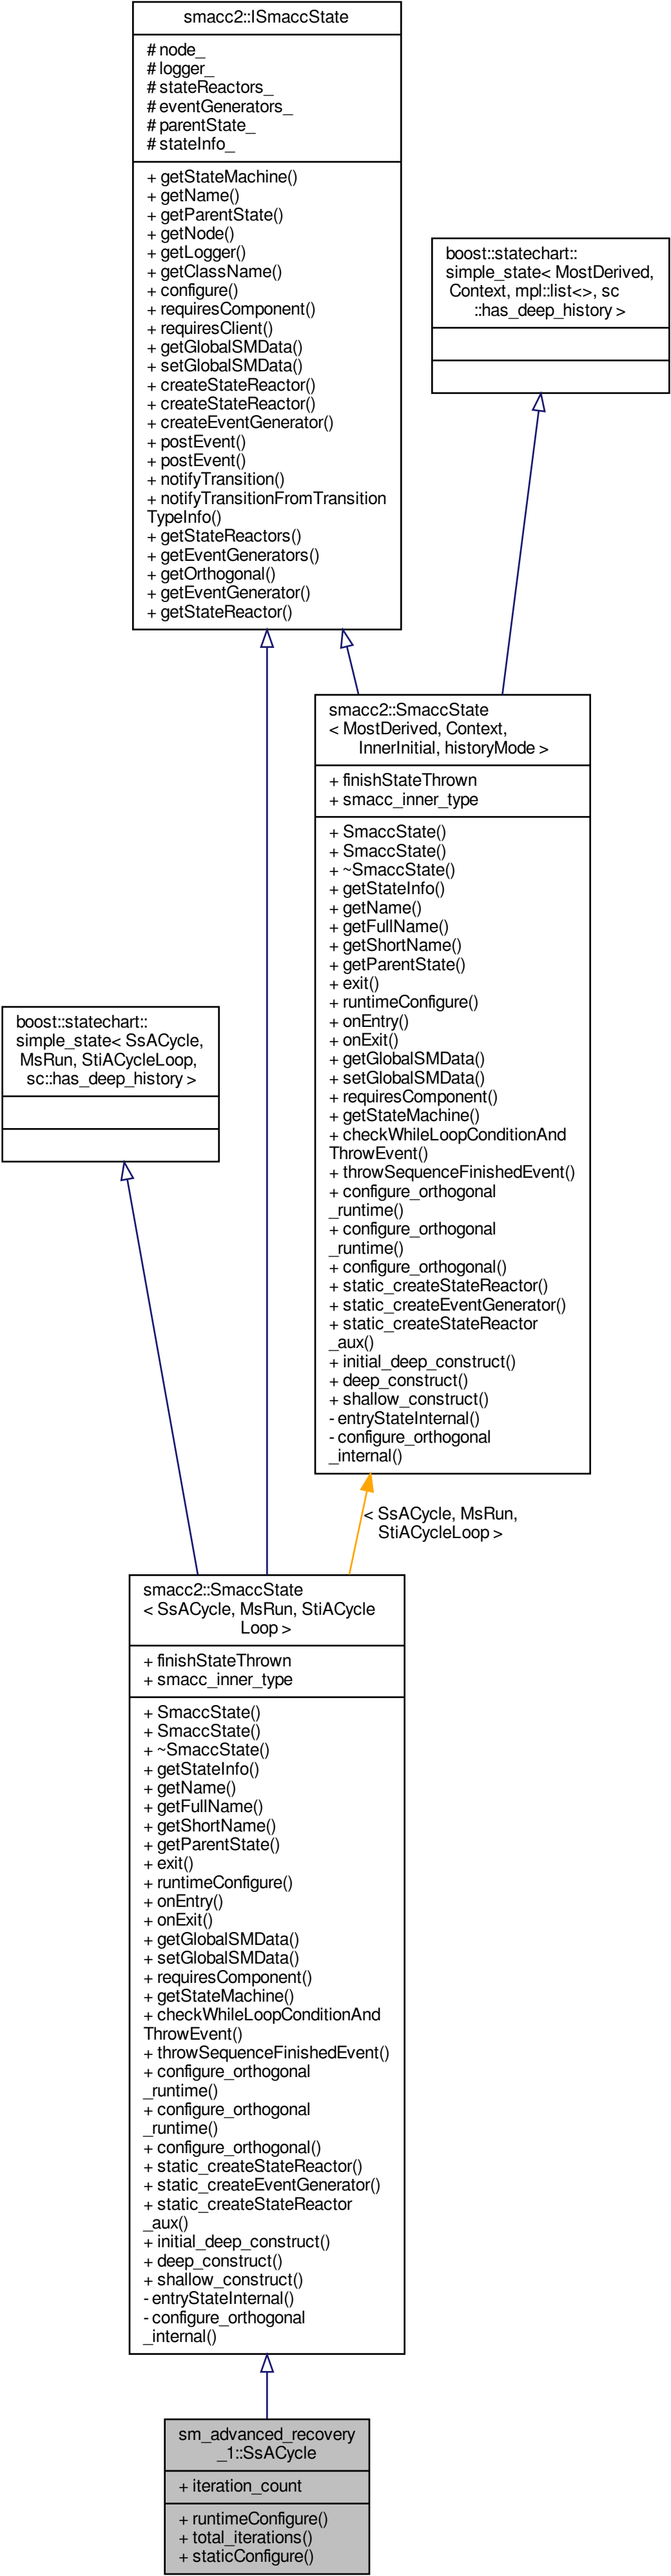 smacc2::ISmaccState
# node_
# logger_
# stateReactors_
# eventGenerators_
# parentState_
# stateInfo_
+ getStateMachine()
+ getName()
+ getParentState()
+ getNode()
+ getLogger()
+ getClassName()
+ configure()
+ requiresComponent()
+ requiresClient()
+ getGlobalSMData()
+ setGlobalSMData()
+ createStateReactor()
+ createStateReactor()
+ createEventGenerator()
+ postEvent()
+ postEvent()
+ notifyTransition()
+ notifyTransitionFromTransition
TypeInfo()
+ getStateReactors()
+ getEventGenerators()
+ getOrthogonal()
+ getEventGenerator()
+ getStateReactor()
boost::statechart::
simple_state< MostDerived,
Context, mpl::list<>, sc
::has_deep_history >
smacc2::SmaccState
< MostDerived, Context,
InnerInitial, historyMode >
+ finishStateThrown
+ smacc_inner_type
+ SmaccState()
+ SmaccState()
+ ~SmaccState()
+ getStateInfo()
+ getName()
+ getFullName()
+ getShortName()
+ getParentState()
+ exit()
+ runtimeConfigure()
+ onEntry()
+ onExit()
+ getGlobalSMData()
+ setGlobalSMData()
+ requiresComponent()
+ getStateMachine()
+ checkWhileLoopConditionAnd
ThrowEvent()
+ throwSequenceFinishedEvent()
+ configure_orthogonal
_runtime()
+ configure_orthogonal
_runtime()
+ configure_orthogonal()
+ static_createStateReactor()
+ static_createEventGenerator()
+ static_createStateReactor
_aux()
+ initial_deep_construct()
+ deep_construct()
+ shallow_construct()
- entryStateInternal()
- configure_orthogonal
_internal()
boost::statechart::
simple_state< SsACycle,
MsRun, StiACycleLoop,
sc::has_deep_history >
< SsACycle, MsRun,
StiACycleLoop >
smacc2::SmaccState
< SsACycle, MsRun, StiACycle
Loop >
+ finishStateThrown
+ smacc_inner_type
+ SmaccState()
+ SmaccState()
+ ~SmaccState()
+ getStateInfo()
+ getName()
+ getFullName()
+ getShortName()
+ getParentState()
+ exit()
+ runtimeConfigure()
+ onEntry()
+ onExit()
+ getGlobalSMData()
+ setGlobalSMData()
+ requiresComponent()
+ getStateMachine()
+ checkWhileLoopConditionAnd
ThrowEvent()
+ throwSequenceFinishedEvent()
+ configure_orthogonal
_runtime()
+ configure_orthogonal
_runtime()
+ configure_orthogonal()
+ static_createStateReactor()
+ static_createEventGenerator()
+ static_createStateReactor
_aux()
+ initial_deep_construct()
+ deep_construct()
+ shallow_construct()
- entryStateInternal()
- configure_orthogonal
_internal()
sm_advanced_recovery
_1::SsACycle
+ iteration_count
+ runtimeConfigure()
+ total_iterations()
+ staticConfigure()